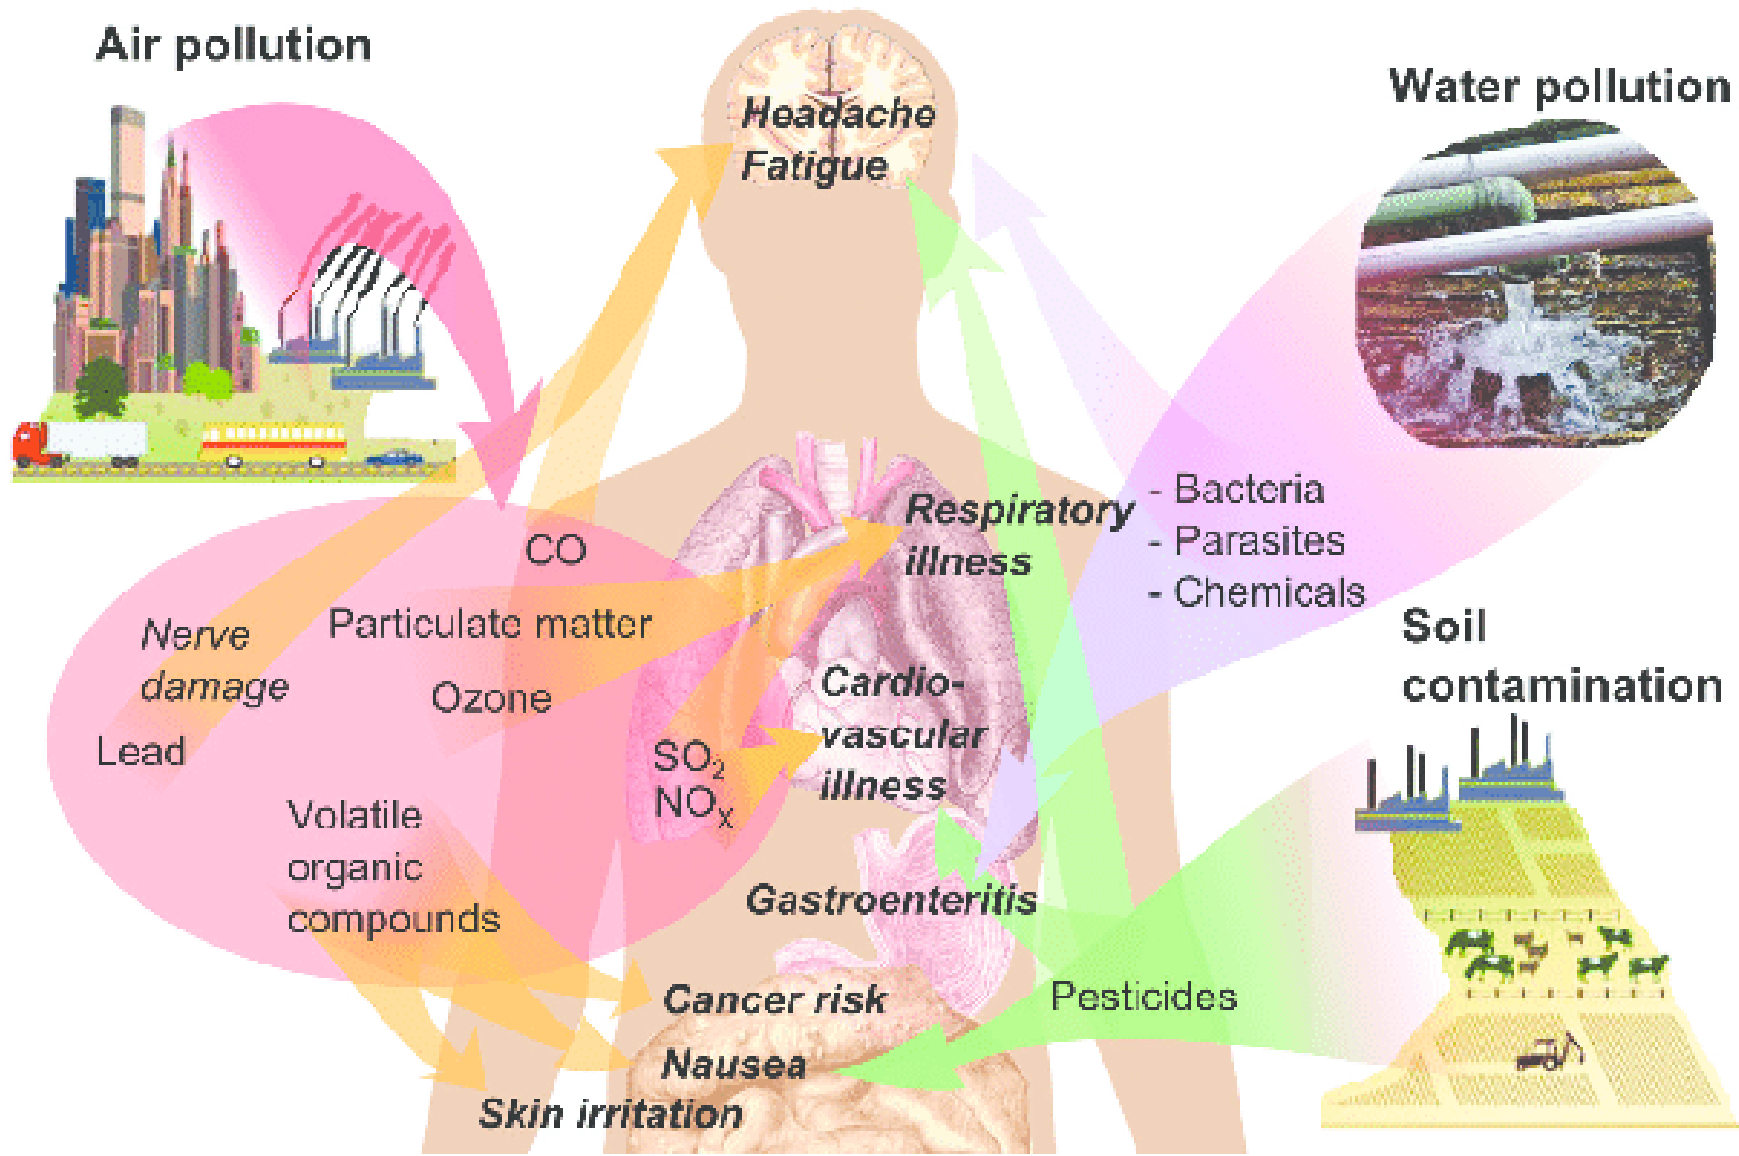 Air pollution
Water pollution
Headache
Fatigue
Respiratory
illness
- Bacteria
- Parasites
- Chemicals
CO
Particulate matter
Nerve
damage
Ozone
Lead
SO₂
NOₓ
Cardio-
vascular
illness
Soil
contamination
Volatile
organic
compounds
Gastroenteritis
Pesticides
Cancer risk
Nausea
Skin irritation